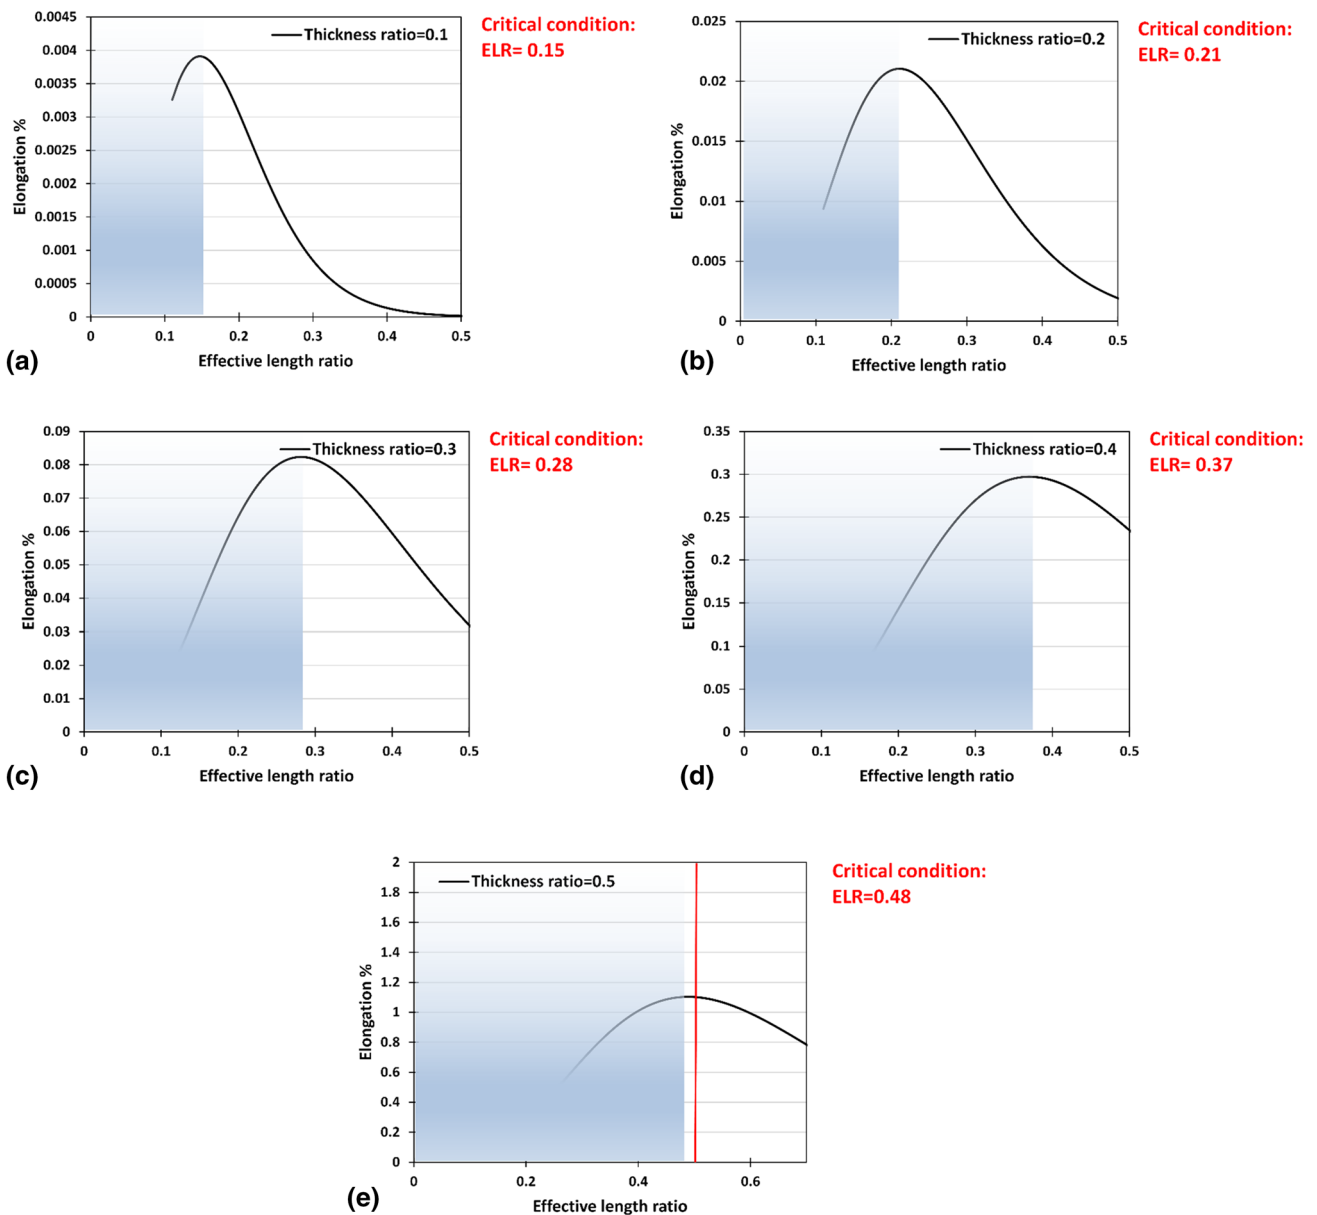 0.0045
0.004
0.0035
0.003
0.0025
0.002
0.0015
0.001
0.0005
0
Elongation %
Thickness ratio=0.1
0 0.1 0.2 0.3 0.4 0.5
Effective length ratio
(a)
Critical condition:
ELR= 0.15
0.025
0.02
0.015
0.01
0.005
0
Elongation %
Thickness ratio=0.2
0 0.1 0.2 0.3 0.4 0.5
Effective length ratio
(b)
Critical condition:
ELR= 0.21
0.09
0.08
0.07
0.06
0.05
0.04
0.03
0.02
0.01
0
Elongation %
Thickness ratio=0.3
0 0.1 0.2 0.3 0.4 0.5
Effective length ratio
(c)
Critical condition:
ELR= 0.28
0.35
0.3
0.25
0.2
0.15
0.1
0.05
0
Elongation %
Thickness ratio=0.4
0 0.1 0.2 0.3 0.4 0.5
Effective length ratio
(d)
Critical condition:
ELR= 0.37
2
1.8
1.6
1.4
1.2
1
0.8
0.6
0.4
0.2
0
Elongation %
Thickness ratio=0.5
0 0.2 0.4 0.6
Effective length ratio
(e)
Critical condition:
ELR=0.48